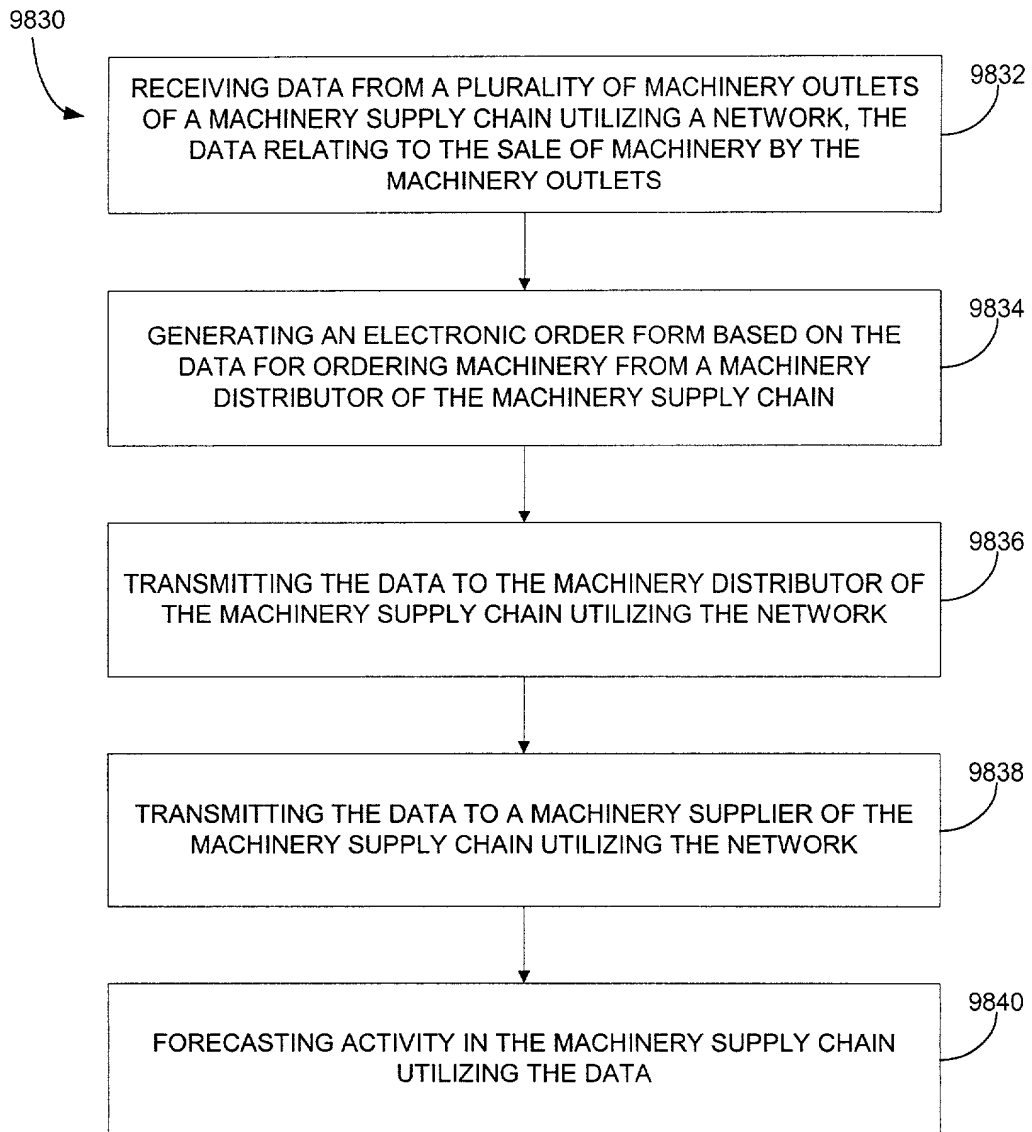 9830
9832
RECEIVING DATA FROM A PLURALITY OF MACHINERY OUTLETS
OF A MACHINERY SUPPLY CHAIN UTILIZING A NETWORK, THE
DATA RELATING TO THE SALE OF MACHINERY BY THE
MACHINERY OUTLETS
9834
GENERATING AN ELECTRONIC ORDER FORM BASED ON THE
DATA FOR ORDERING MACHINERY FROM A MACHINERY
DISTRIBUTOR OF THE MACHINERY SUPPLY CHAIN
9836
TRANSMITTING THE DATA TO THE MACHINERY DISTRIBUTOR OF
THE MACHINERY SUPPLY CHAIN UTILIZING THE NETWORK
9838
TRANSMITTING THE DATA TO A MACHINERY SUPPLIER OF THE
MACHINERY SUPPLY CHAIN UTILIZING THE NETWORK
9840
FORECASTING ACTIVITY IN THE MACHINERY SUPPLY CHAIN
UTILIZING THE DATA